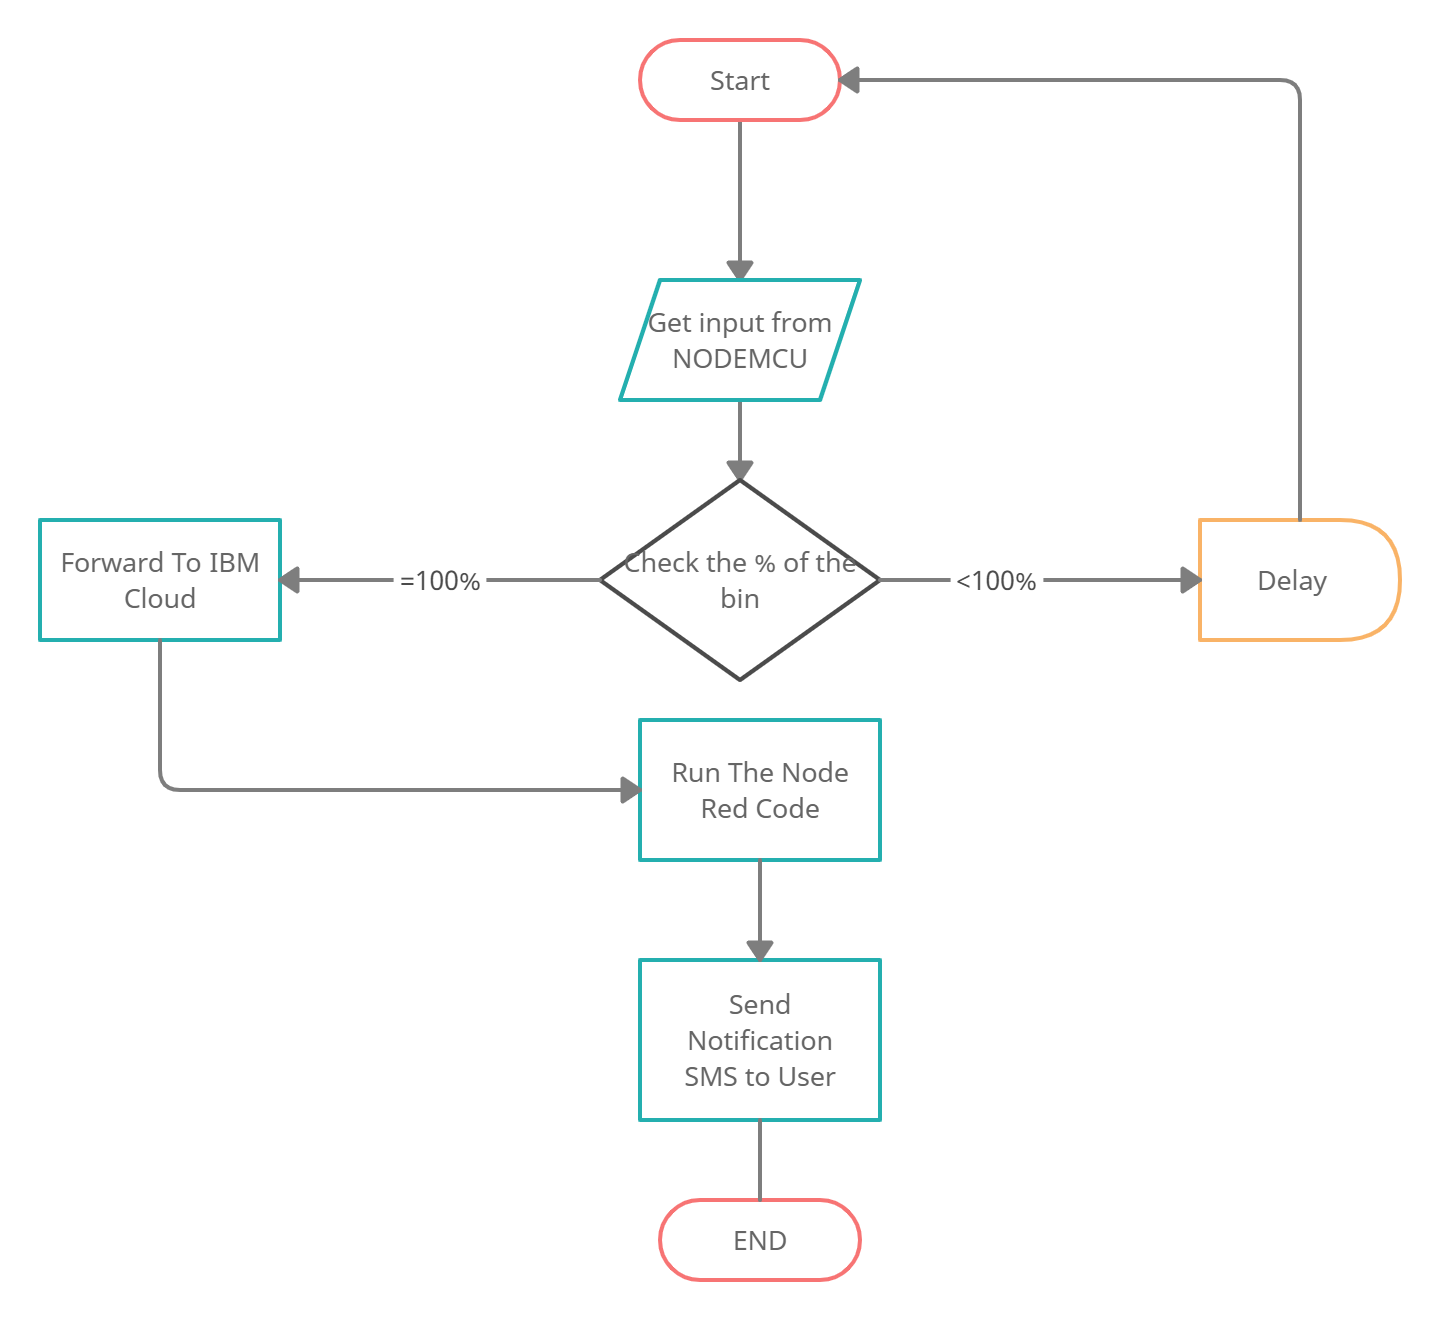 Start
Get input from
NODEMCU
Forward To IBM
Cloud
=100%
Check the % of the
bin
<100%
Delay
Run The Node
Red Code
Send
Notification
SMS to User
END